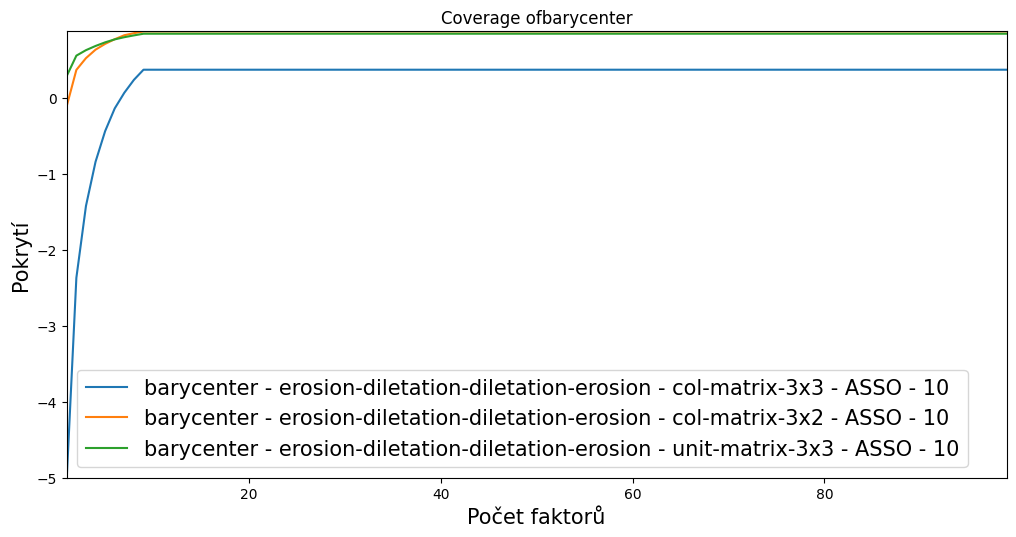 Coverage ofbarycenter
Pokrytí
0
−1
−2
−3
−4
−5
barycenter - erosion-diletation-diletation-erosion - col-matrix-3x3 - ASSO - 10
barycenter - erosion-diletation-diletation-erosion - col-matrix-3x2 - ASSO - 10
barycenter - erosion-diletation-diletation-erosion - unit-matrix-3x3 - ASSO - 10
20 40 60 80
Počet faktorů